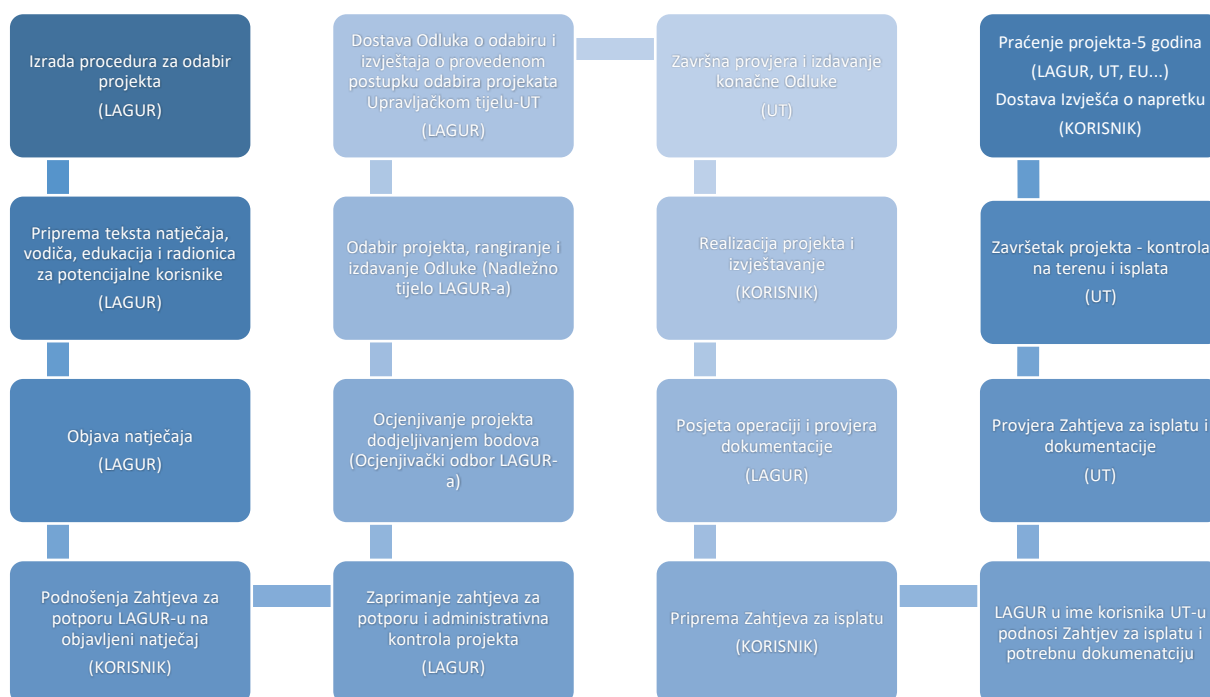 Izrada procedura za odabir
projekta
(LAGUR)
Priprema teksta natječaja,
vodiča, edukacija i radionica
za potencijalne korisnike
(LAGUR)
Objava natječaja
(LAGUR)
Podnošenja Zahtjeva za
potporu LAGUR-u na
objavljeni natječaj
(KORISNIK)
Zaprimanje zahtjeva za
potporu i administrativna
kontrola projekta
(LAGUR)
Ocjenjivanje projekta
dodjeljivanjem bodova
(Ocjenjivački odbor LAGUR-
a)
Odabir projekta, rangiranje i
izdavanje Odluke (Nadležno
tijelo LAGUR-a)
Dostava Odluka o odabiru i
izvještaja o provedenom
postupku odabira projekata
Upravljačkom tijelu-UT
(LAGUR)
Završna provjera i izdavanje
konačne Odluke
(UT)
Realizacija projekta i
izvještavanje
(KORISNIK)
Posjeta operaciji i provjera
dokumentacije
(LAGUR)
Priprema Zahtjeva za isplatu
(KORISNIK)
LAGUR u ime korisnika UT-u
podnosi Zahtjev za isplatu i
potrebnu dokumenatciju
Provjera Zahtjeva za isplatu i
dokumentacije
(UT)
Završetak projekta - kontrola
na terenu i isplata
(UT)
Praćenje projekta-5 godina
(LAGUR, UT, EU...)
Dostava Izvješća o napretku
(KORISNIK)